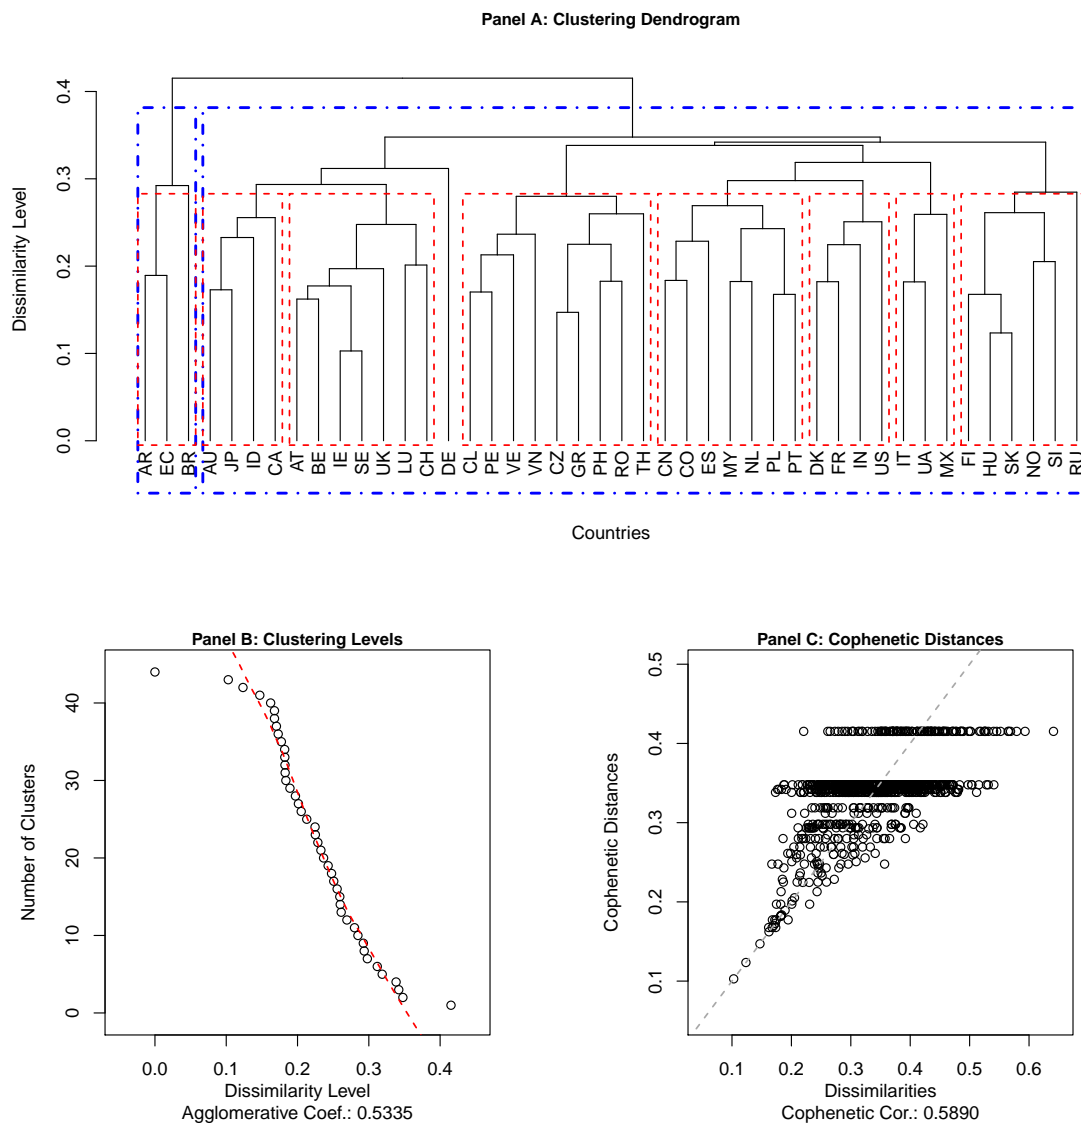 Panel A: Clustering Dendrogram
Dissimilarity Level
0.0 0.1 0.2 0.3 0.4
AR EC BR AU JP ID CA AT BE IE SE UK LU CH DE CL PE VE VN CZ GR PH RO TH CN CO ES MY NL PL PT DK FR IN US IT UA MX FI HU SK NO SI RU
Countries
Panel B: Clustering Levels
Number of Clusters
0 10 20 30 40
0.0 0.1 0.2 0.3 0.4
Dissimilarity Level
Agglomerative Coef.: 0.5335
Panel C: Cophenetic Distances
Cophenetic Distances
0.1 0.2 0.3 0.4 0.5
0.1 0.2 0.3 0.4 0.5 0.6
Dissimilarities
Cophenetic Cor.: 0.5890